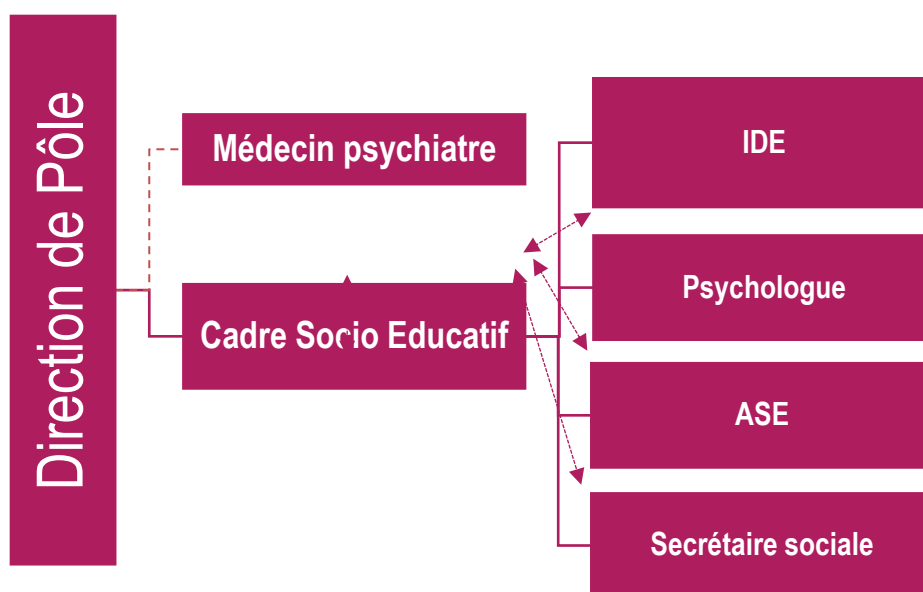 Direction de Pôle
Médecin psychiatre
Cadre Socio Educatif
IDE
Psychologue
ASE
Secrétaire sociale